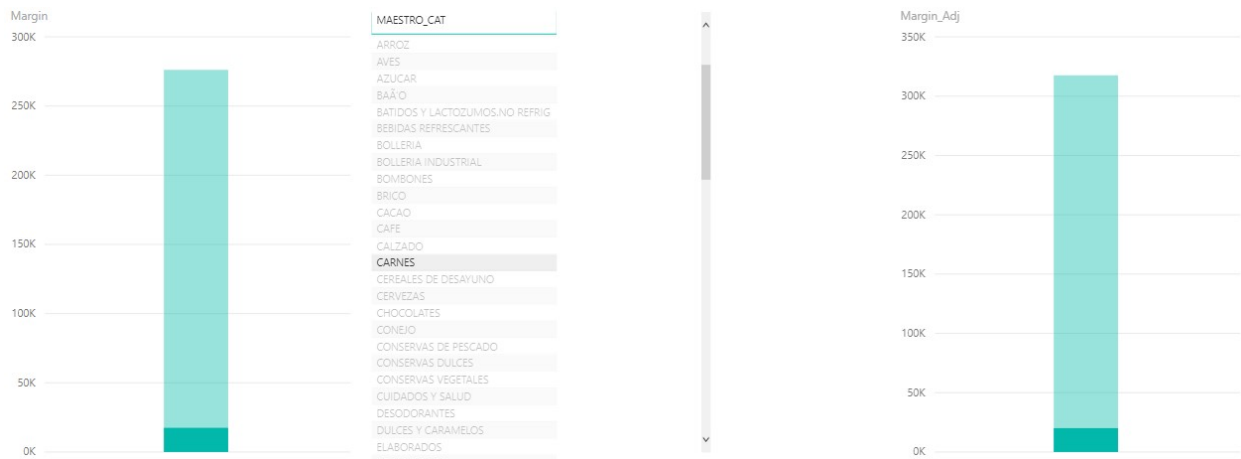 Margin
300K
250K
200K
150K
100K
50K
0K
MAESTRO_CAT
ARROZ
AVES
AZUCAR
BAÃ'O
BATIDOS Y LACTOZUMOS.NO REFRIG
BEBIDAS REFRESCANTES
BOLLERIA
BOLLERIA INDUSTRIAL
BOMBONES
BRICO
CACAO
CAFE
CALZADO
CARNES
CEREALES DE DESAYUNO
CERVEZAS
CHOCOLATES
CONEJO
CONSERVAS DE PESCADO
CONSERVAS DULCES
CONSERVAS VEGETALES
CUIDADOS Y SALUD
DESODORANTES
DULCES Y CARAMELOS
ELABORADOS
Margin_Adj
350K
300K
250K
200K
150K
100K
50K
0K